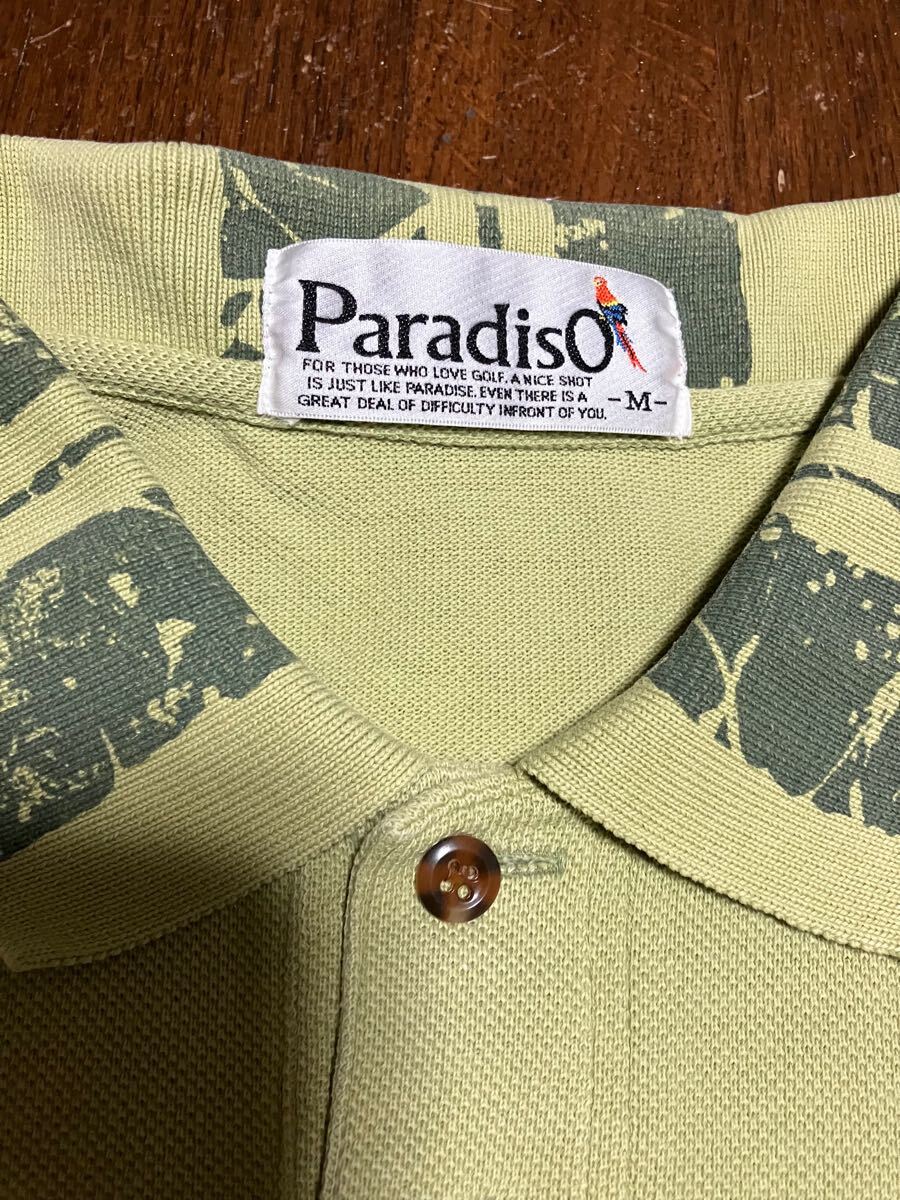 ParadisO
FOR THOSE WHO LOVE GOLF. A NICE SHOT
IS JUST LIKE PARADISE. EVEN THERE IS A
GREAT DEAL OF DIFFICULTY INFRONT OF YOU.
-M-